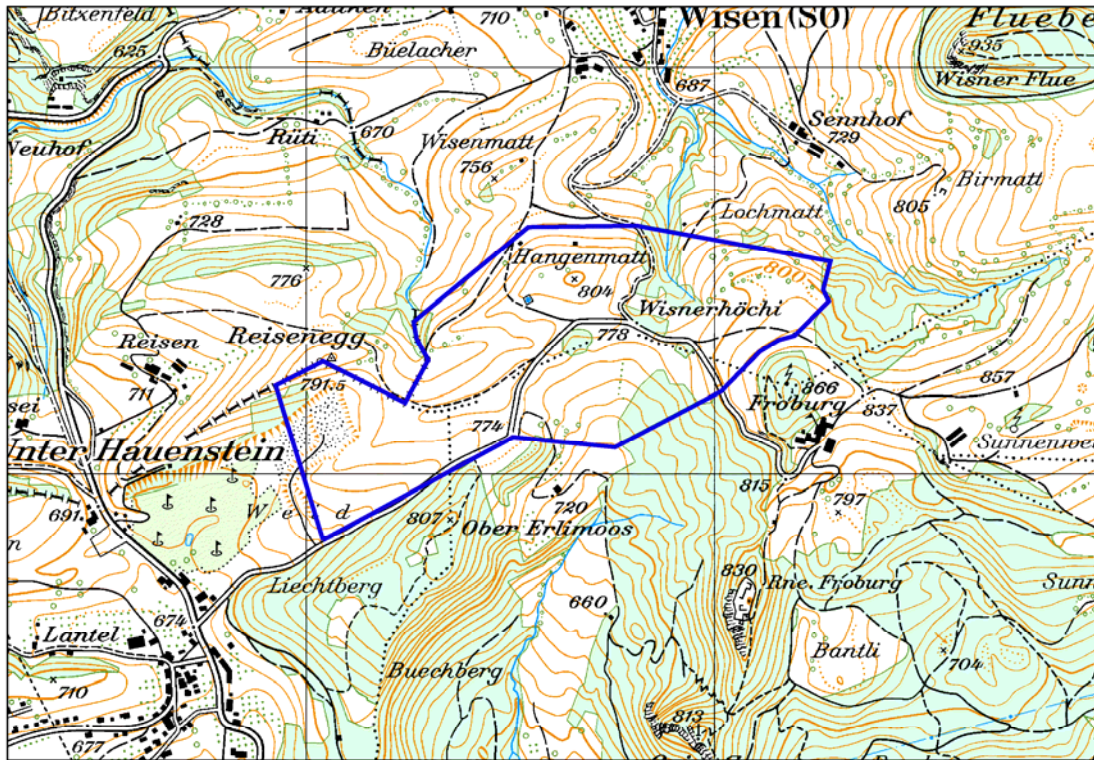 Bitxenfeld
710
Wisen (SO)
625
Büelacher
935
Wisner Flue
687
Sennhof
729
Neuhof
Rüti
670
Wisenmatt
756
Birmatt
805
Lochmatt
728
Hangenmatt
800
776
804
Wisnerhöchi
Reisenegg
778
Reisen
791.5
711
866
857
Froburg
837
774
Unter Hauenstein
Sunnenwe
815
691
W e d
807
720
797
Ober Erlimoos
Liechtberg
830
Rne. Froburg
Sunn
660
674
Lantel
Bantli
704
710
Buechberg
813
677